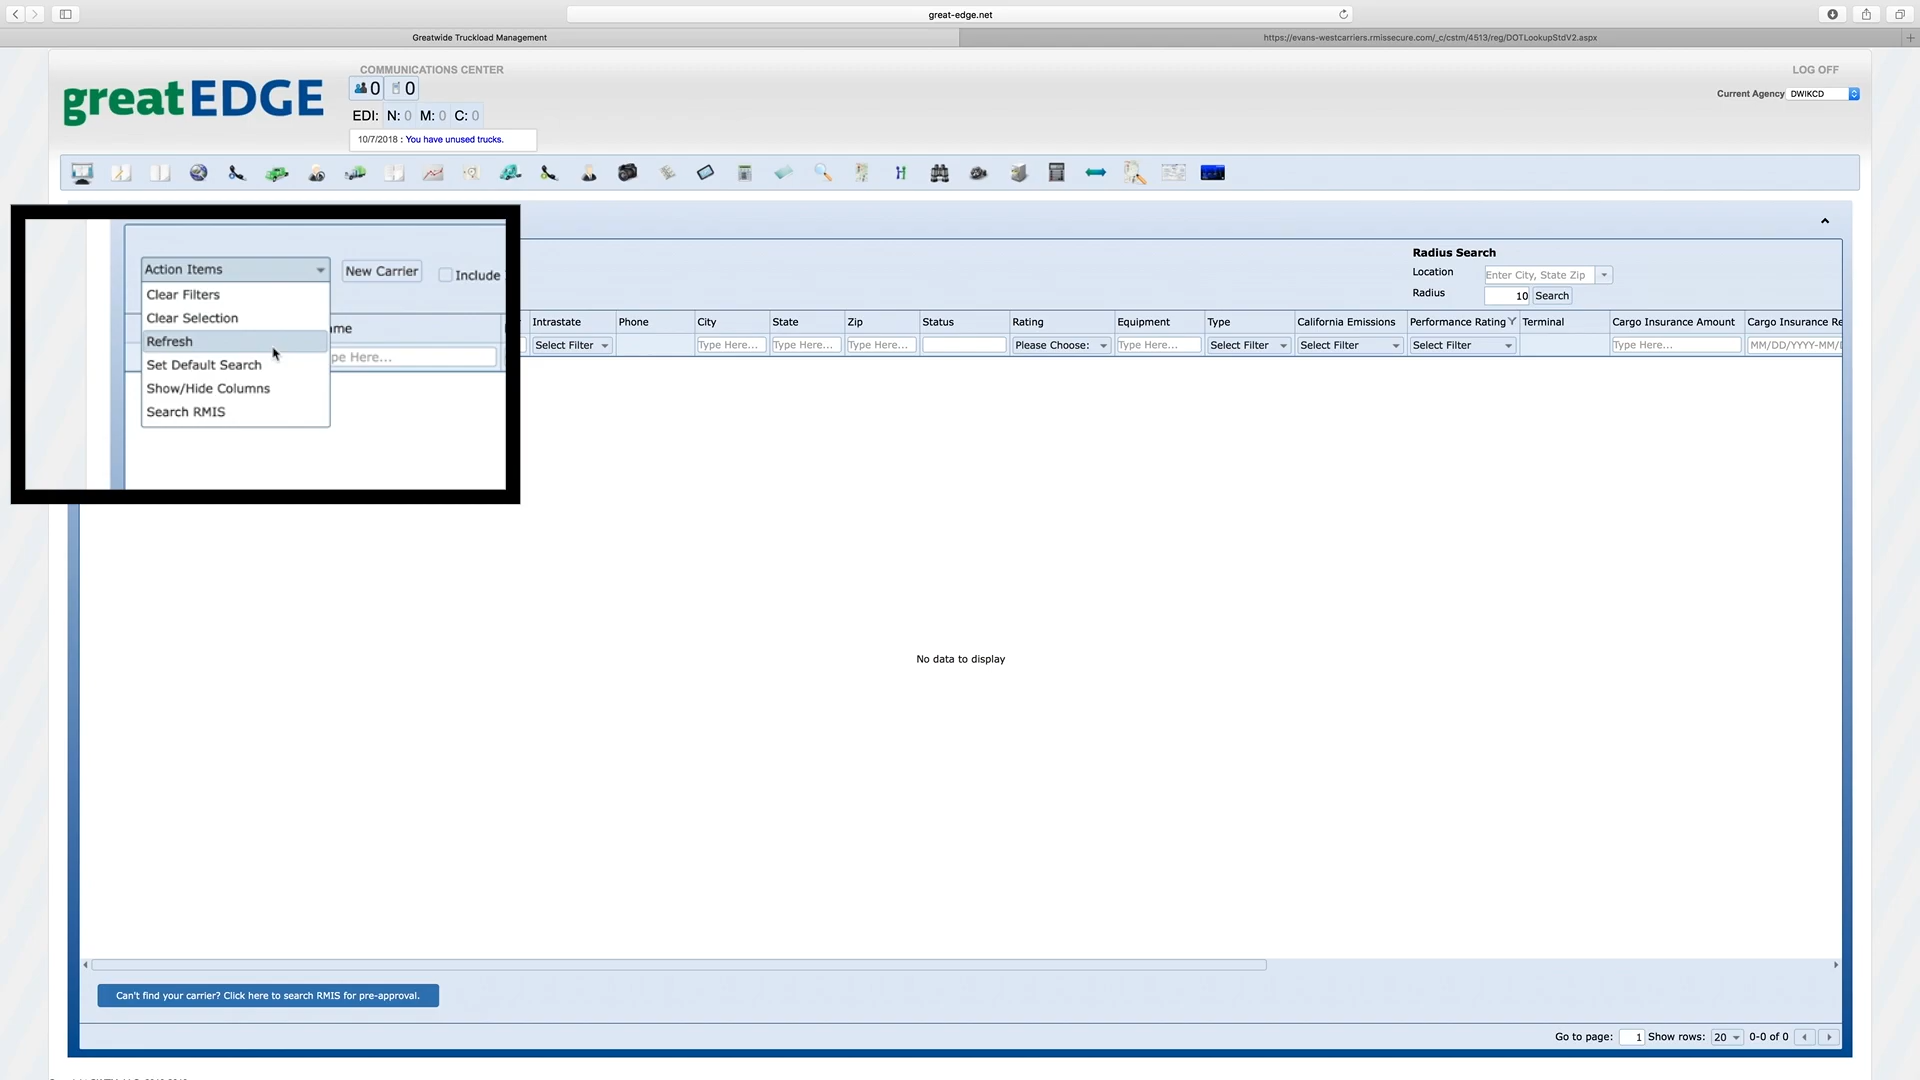 great-edge.net
Greatwide Truckload Management
https://evans-westcarriers.rmissecure.com/_c/cstm/4513/reg/DOTLookupStdV2.aspx
greatEDGE
COMMUNICATIONS CENTER
0 0
EDI: N: 0 M: 0 C: 0
10/7/2018 : You have unused trucks.
LOG OFF
Current Agency DWIKCD
Action Items New Carrier Include
Clear Filters
Clear Selection
Refresh
Set Default Search
Show/Hide Columns
Search RMIS
Radius Search
Location Enter City, State Zip
Radius 10 Search
Intrastate Phone City State Zip Status Rating Equipment Type California Emissions Performance Rating Terminal Cargo Insurance Amount Cargo Insurance Re
Select Filter Type Here... Type Here... Type Here... Please Choose: Type Here... Select Filter Select Filter Select Filter Type Here... MM/DD/YYYY-MM/
No data to display
Can't find your carrier? Click here to search RMIS for pre-approval.
Go to page: 1 Show rows: 20 0-0 of 0